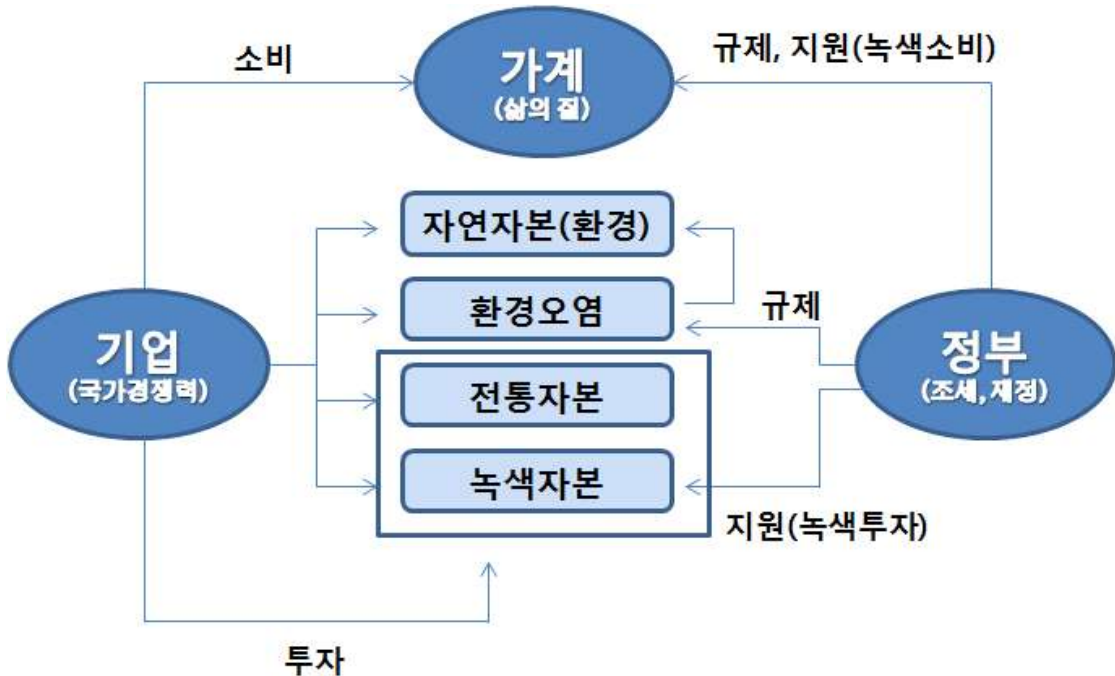 소비
가계
(삶의 질)
규제, 지원(녹색소비)
자연자본(환경)
환경오염
규제
기업
(국가경쟁력)
정부
(조세, 재정)
전통자본
녹색자본
지원(녹색투자)
투자